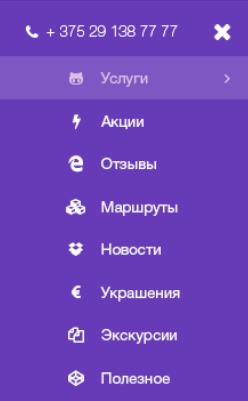 + 375 29 138 77 77
Услуги
Акции
Отзывы
Маршруты
Новости
Украшения
Экскурсии
Полезное